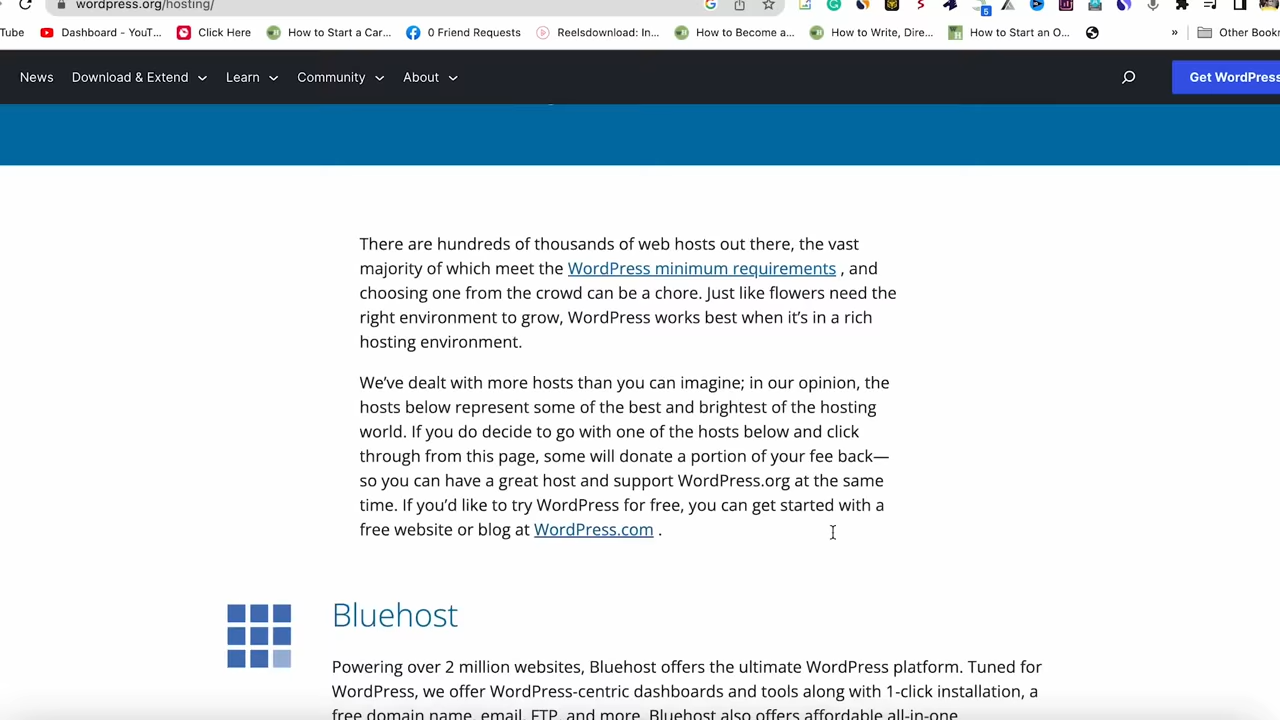 wordpress.org/hosting/
Tube
Dashboard - YouT...
Click Here
How to Start a Car...
0 Friend Requests
Reelsdownload: In...
How to Become a...
How to Write, Dire...
How to Start an O...
»
Other Book
News
Download & Extend
Learn
Community
About
Get WordPress
There are hundreds of thousands of web hosts out there, the vast
majority of which meet the WordPress minimum requirements , and
choosing one from the crowd can be a chore. Just like flowers need the
right environment to grow, WordPress works best when it’s in a rich
hosting environment.
We’ve dealt with more hosts than you can imagine; in our opinion, the
hosts below represent some of the best and brightest of the hosting
world. If you do decide to go with one of the hosts below and click
through from this page, some will donate a portion of your fee back—
so you can have a great host and support WordPress.org at the same
time. If you’d like to try WordPress for free, you can get started with a
free website or blog at WordPress.com .
Bluehost
Powering over 2 million websites, Bluehost offers the ultimate WordPress platform. Tuned for
WordPress, we offer WordPress-centric dashboards and tools along with 1-click installation, a
free domain name, email, FTP, and more. Bluehost also offers affordable all-in-one